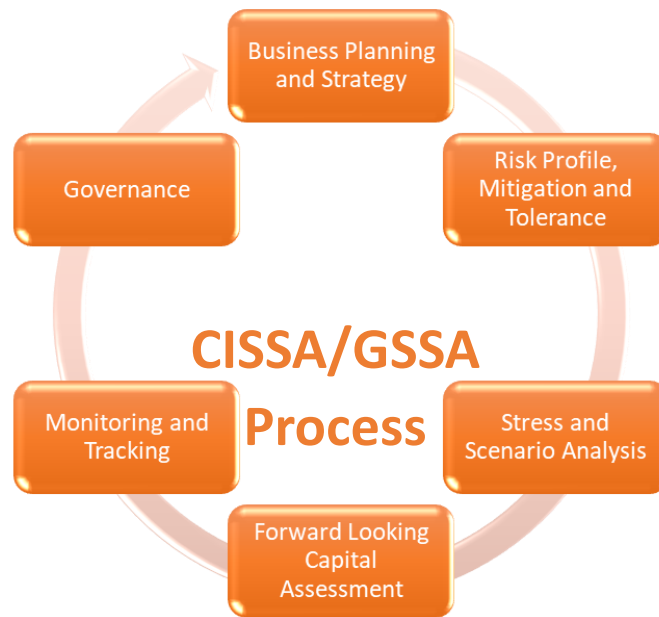 Business Planning
and Strategy
Risk Profile,
Mitigation and
Tolerance
Stress and
Scenario Analysis
Forward Looking
Capital
Assessment
Monitoring and
Tracking
Governance
CISSA/GSSA
Process